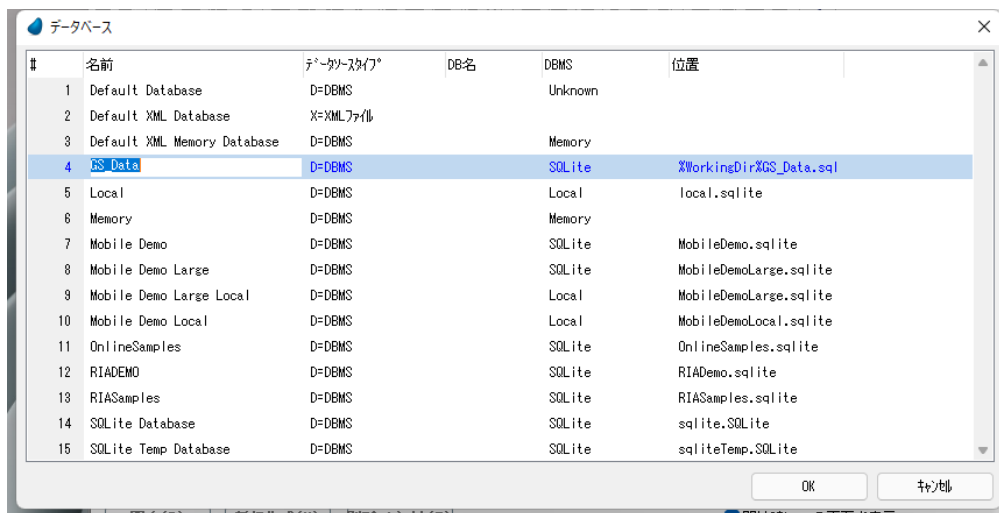 データベース
# 名前 データソースタイプ DB名 DBMS 位置
1 Default Database D=DBMS Unknown
2 Default XML Database X=XMLファイル
3 Default XML Memory Database D=DBMS Memory
4 GS_Data D=DBMS SQLite %WorkingDir%GS_Data.sql
5 Local D=DBMS Local local.sqlite
6 Memory D=DBMS Memory
7 Mobile Demo D=DBMS SQLite MobileDemo.sqlite
8 Mobile Demo Large D=DBMS SQLite MobileDemoLarge.sqlite
9 Mobile Demo Large Local D=DBMS Local MobileDemoLarge.sqlite
10 Mobile Demo Local D=DBMS Local MobileDemoLocal.sqlite
11 OnlineSamples D=DBMS SQLite OnlineSamples.sqlite
12 RIADEMO D=DBMS SQLite RIADemo.sqlite
13 RIASamples D=DBMS SQLite RIASamples.sqlite
14 SQLite Database D=DBMS SQLite sqlite.SQLite
15 SQLite Temp Database D=DBMS SQLite sqliteTemp.SQLite
OK キャンセル